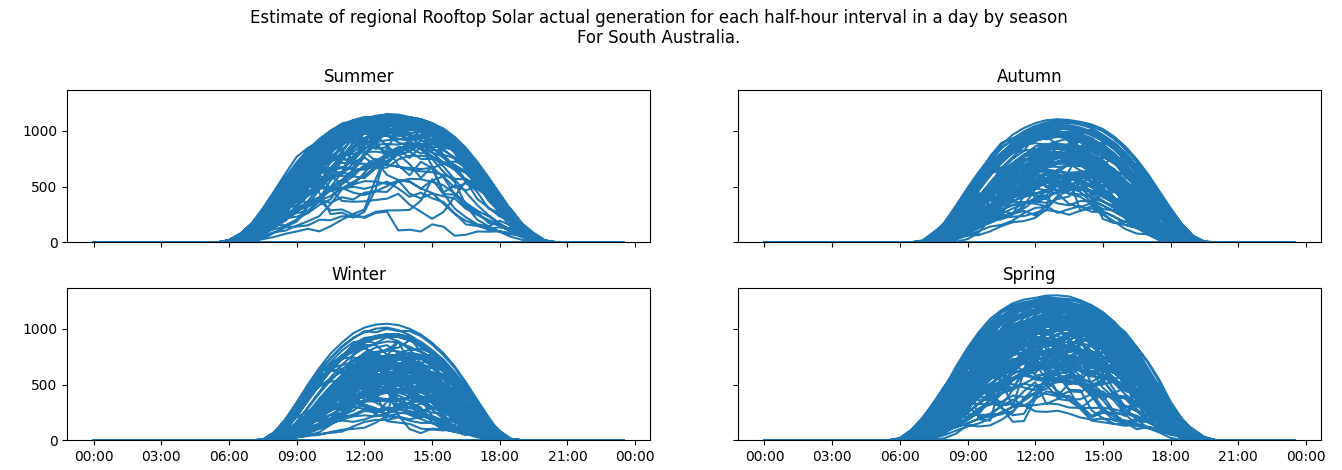 Estimate of regional Rooftop Solar actual generation for each half-hour interval in a day by season
For South Australia.
Summer
1000
500
0
Autumn
Winter
1000
500
0
00:00 03:00 06:00 09:00 12:00 15:00 18:00 21:00 00:00
Spring
00:00 03:00 06:00 09:00 12:00 15:00 18:00 21:00 00:00